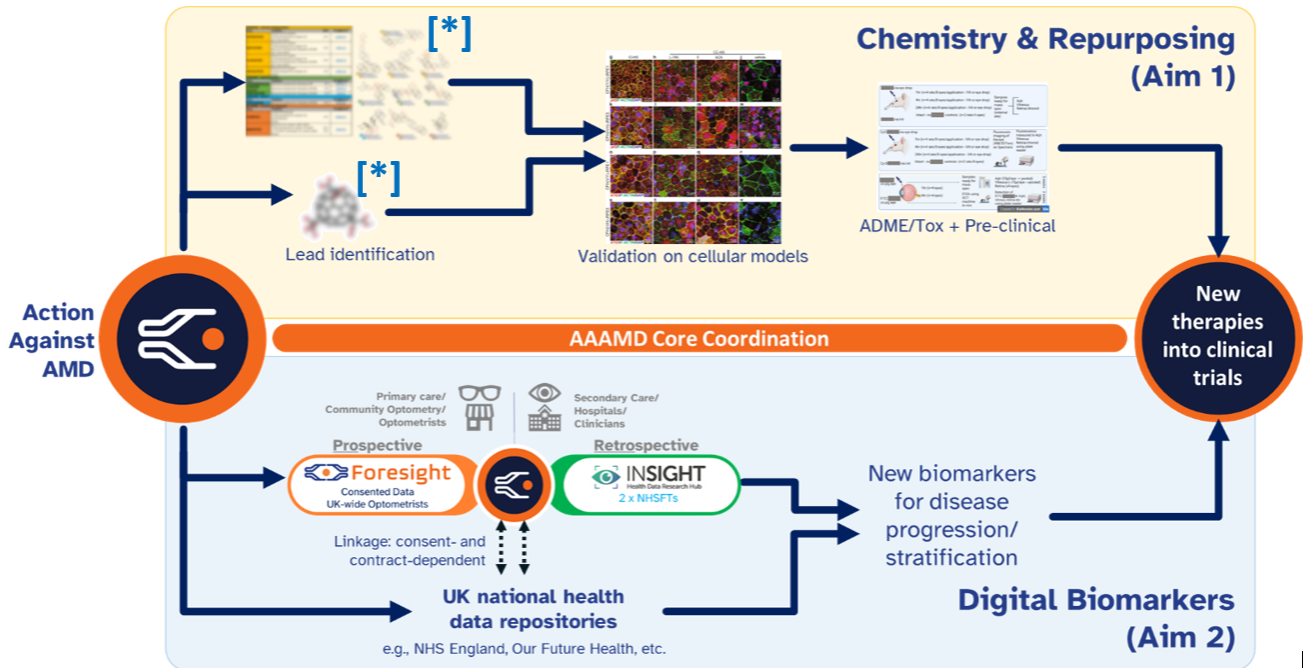 [*]
Chemistry & Repurposing
(Aim 1)
[*]
Lead identification
Validation on cellular models
ADME/Tox + Pre-clinical
Action
Against
AMD
AAAMD Core Coordination
New
therapies
into clinical
trials
Primary care/
Community Optometry/
Optometrists
Secondary Care/
Hospitals/
Clinicians
Prospective
Retrospective
Foresight
Consented Data
UK-wide Optometrists
INSIGHT
Health Data Research Hub
2 x NHSFTs
Linkage: consent- and
contract-dependent
New biomarkers
for disease
progression/
stratification
UK national health
data repositories
e.g., NHS England, Our Future Health, etc.
Digital Biomarkers
(Aim 2)